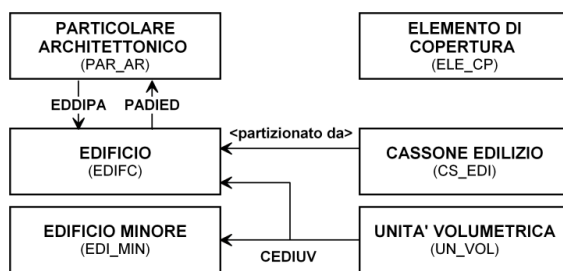 PARTICOLARE
ARCHITETTONICO
(PAR_AR)
ELEMENTO DI
COPERTURA
(ELE_CP)
EDDIPA
PADIED
<partizionato da>
EDIFICIO
(EDIFC)
CASSONE EDILIZIO
(CS_EDI)
EDIFICIO MINORE
(EDI_MIN)
CEDIUV
UNITA' VOLUMETRICA
(UN_VOL)